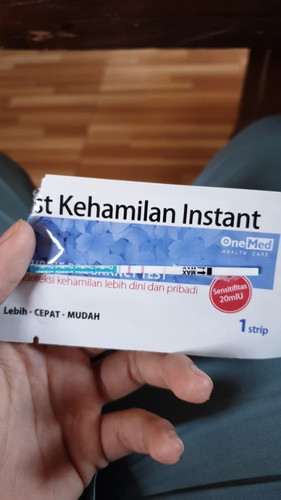 st Kehamilan Instant
OneMed
HEALTH CARE
MAX
eteksi kehamilan lebih dini dan pribadi
Sensitifitas
20mIU
Lebih • CEPAT • MUDAH
1 strip